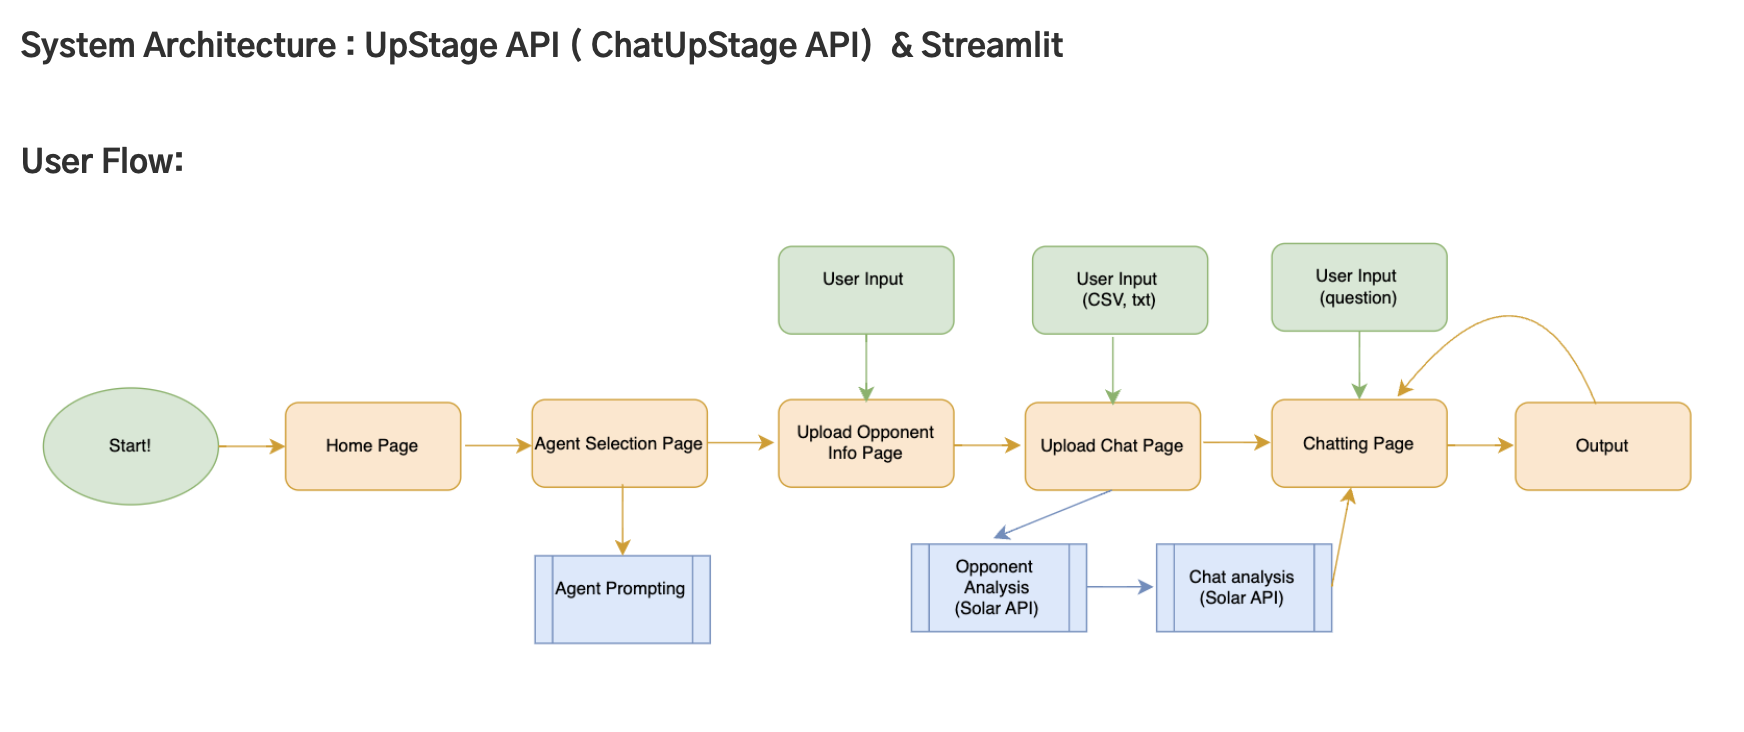 System Architecture : UpStage API ( ChatUpStage API)  & Streamlit
User Flow:
User Input
User Input
(CSV, txt)
User Input
(question)
Start!
Home Page
Agent Selection Page
Upload Opponent
Info Page
Upload Chat Page
Chatting Page
Output
Agent Prompting
Opponent
Analysis
(Solar API)
Chat analysis
(Solar API)